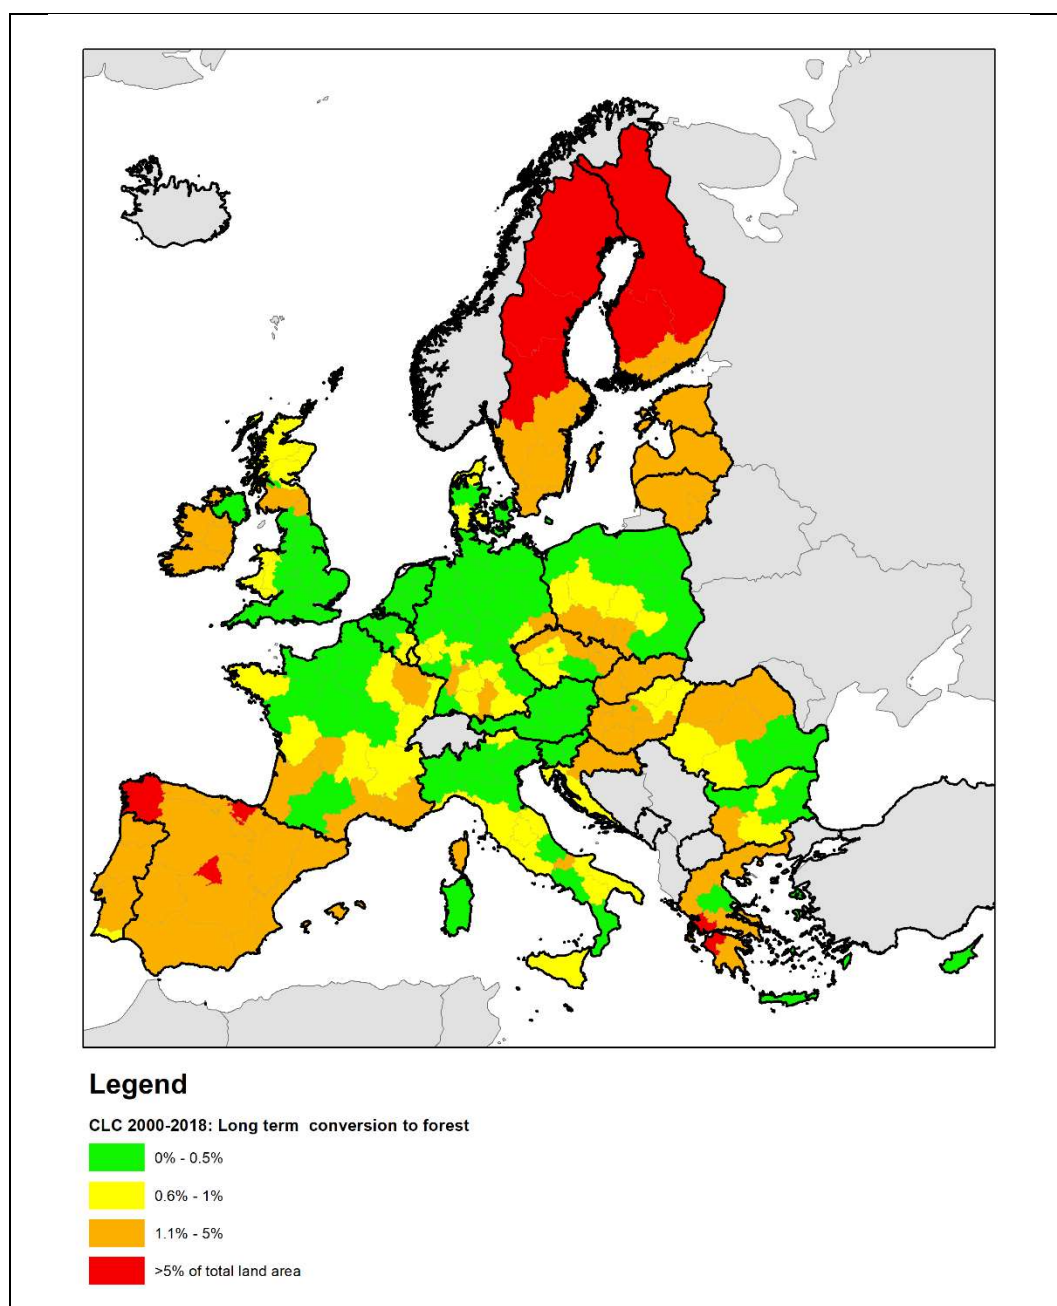 Legend
CLC 2000-2018: Long term conversion to forest
0% - 0.5%
0.6% - 1%
1.1% - 5%
>5% of total land area